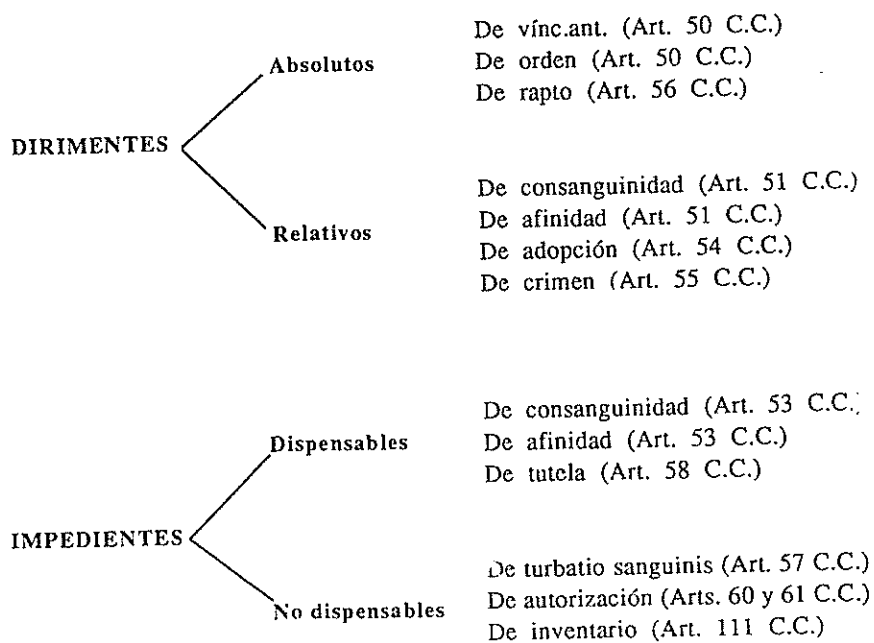 De vínc.ant. (Art. 50 C.C.)
Absolutos
De orden (Art. 50 C.C.)
De rapto (Art. 56 C.C.)
DIRIMENTES
De consanguinidad (Art. 51 C.C.)
De afinidad (Art. 51 C.C.)
Relativos
De adopción (Art. 54 C.C.)
De crimen (Art. 55 C.C.)
De consanguinidad (Art. 53 C.C.)
Dispensables
De afinidad (Art. 53 C.C.)
De tutela (Art. 58 C.C.)
IMPEDIENTES
De turbatio sanguinis (Art. 57 C.C.)
No dispensables
De autorización (Arts. 60 y 61 C.C.)
De inventario (Art. 111 C.C.)